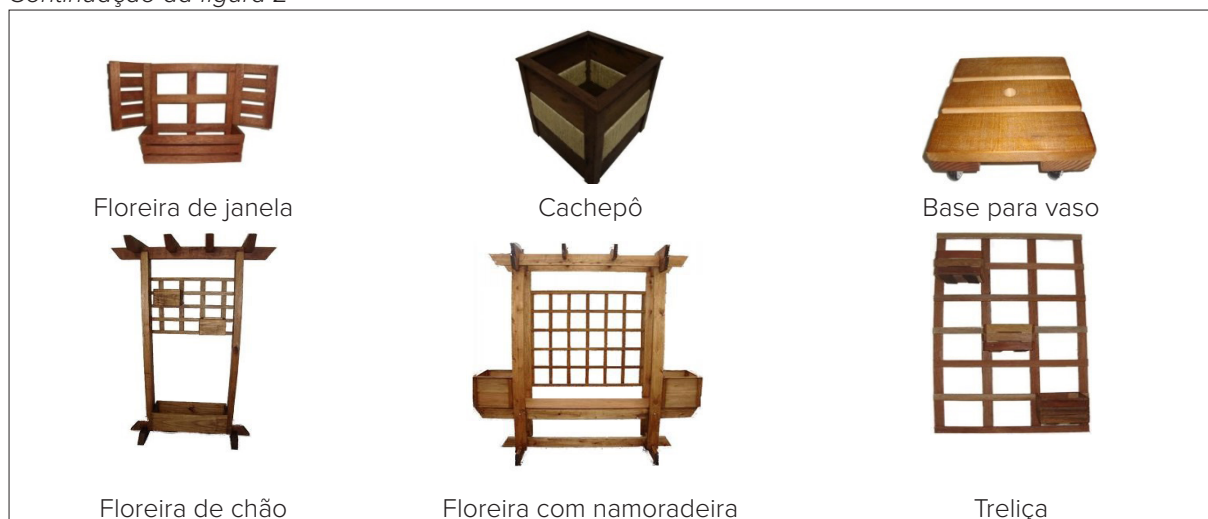 Continuação da figura 2
Floreira de janela
Cachepô
Base para vaso
Floreira de chão
Floreira com namoradeira
Treliça